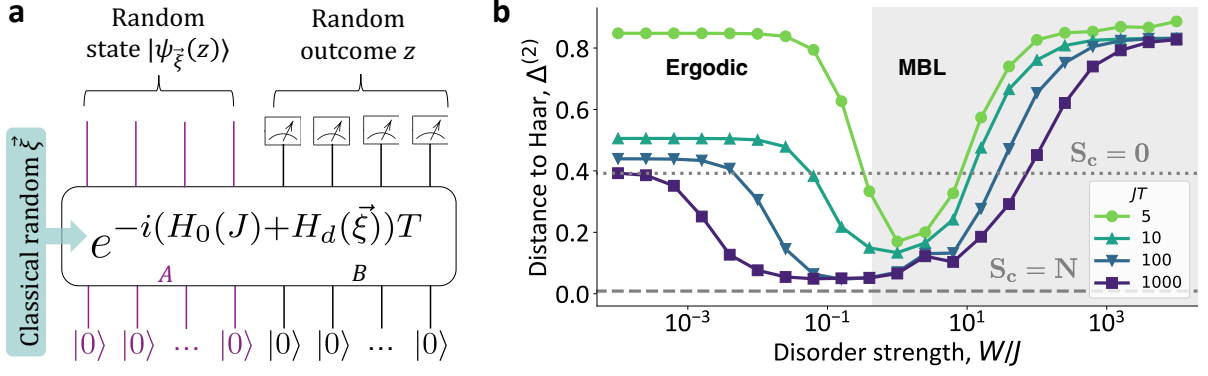 a
Random
state |ψ_ξ⃗(z)⟩
Random
outcome z
Classical random ξ⃗
e^{−i(H_0(J)+H_d(ξ⃗))T}
A
B
|0⟩ |0⟩ ... |0⟩ |0⟩ |0⟩ ... |0⟩
b
Distance to Haar, Δ^{(2)}
0.8
0.6
0.4
0.2
0.0
Ergodic
MBL
S_c = 0
S_c = N
JT
5
10
100
1000
10^{−3}
10^{−1}
10^{1}
10^{3}
Disorder strength, W/J